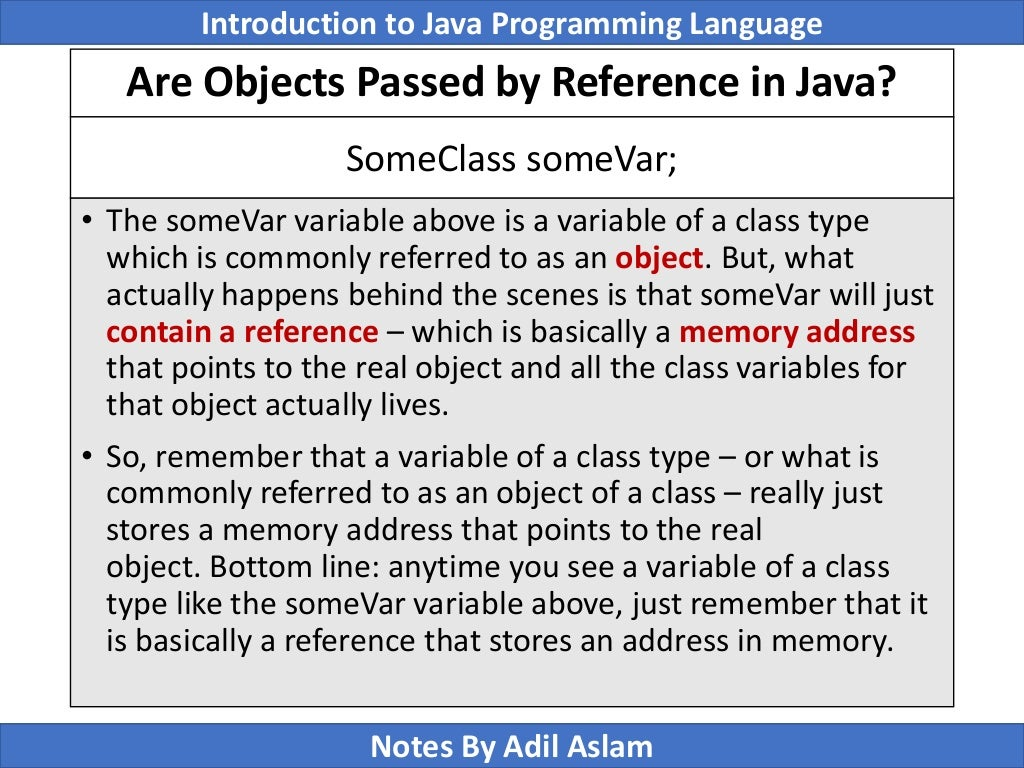 Introduction to Java Programming Language
Are Objects Passed by Reference in Java?
SomeClass someVar;
• The someVar variable above is a variable of a class type
which is commonly referred to as an object. But, what
actually happens behind the scenes is that someVar will just
contain a reference – which is basically a memory address
that points to the real object and all the class variables for
that object actually lives.
• So, remember that a variable of a class type – or what is
commonly referred to as an object of a class – really just
stores a memory address that points to the real
object. Bottom line: anytime you see a variable of a class
type like the someVar variable above, just remember that it
is basically a reference that stores an address in memory.
Notes By Adil Aslam